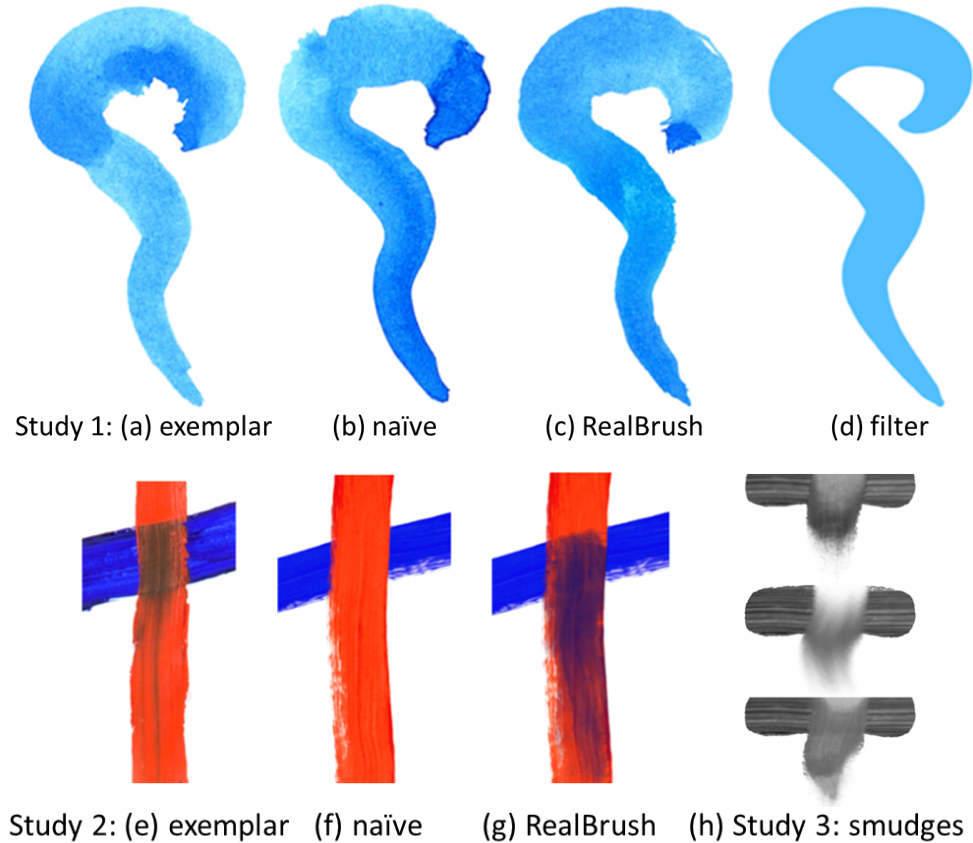 Study 1: (a) exemplar (b) naïve (c) RealBrush (d) filter
Study 2: (e) exemplar (f) naïve (g) RealBrush (h) Study 3: smudges